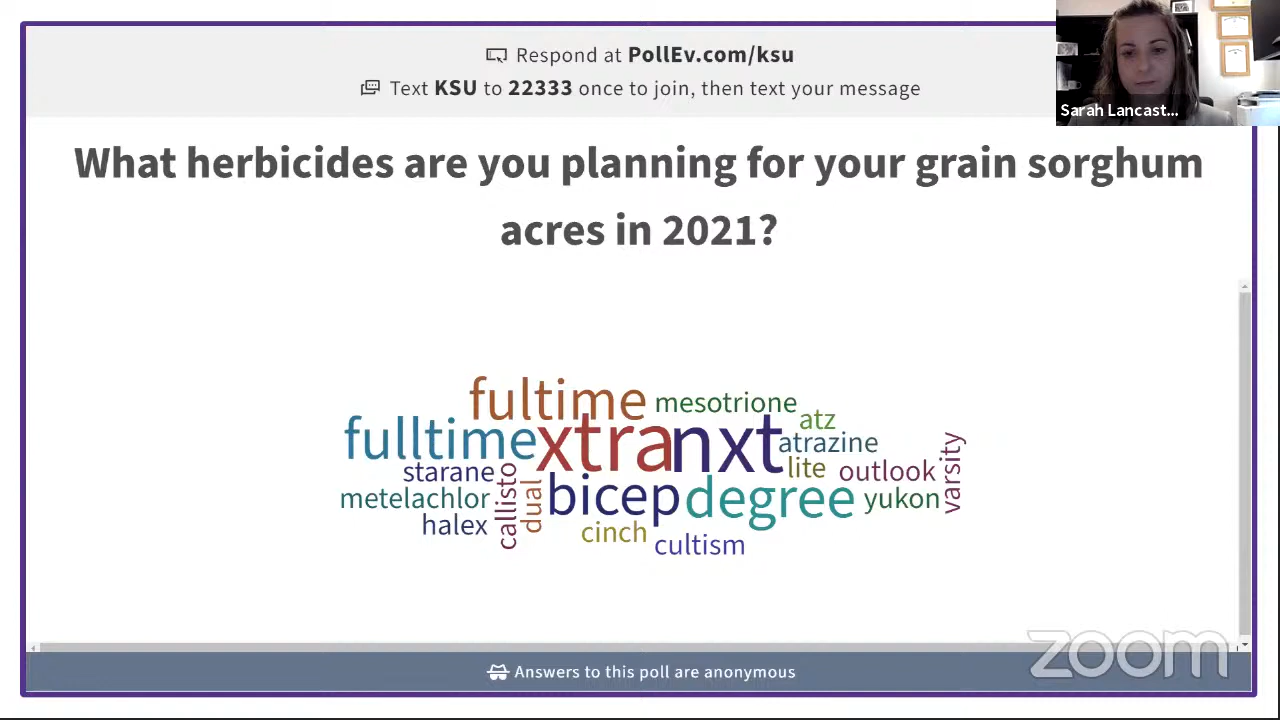 Respond at PollEv.com/ksu
Text KSU to 22333 once to join, then text your message
Sarah Lancast...
What herbicides are you planning for your grain sorghum
acres in 2021?
fultime
mesotrione
atz
fulltime
xtra
nxt
atrazine
starane
lite
outlook
varsity
metelachlor
callisto
dual
bicep
degree
yukon
halex
cinch
cultism
zoom
Answers to this poll are anonymous